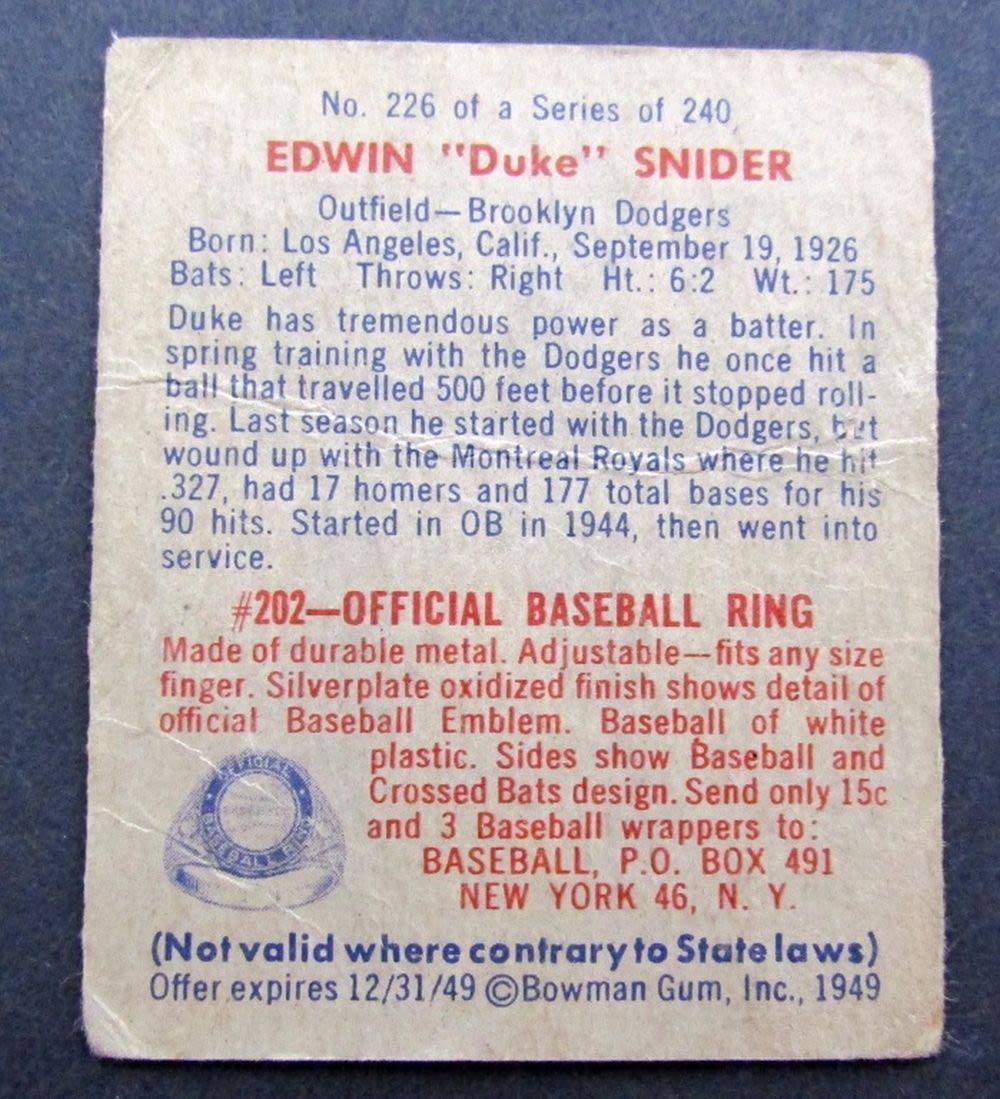 No. 226 of a Series of 240
EDWIN "Duke" SNIDER
Outfield—Brooklyn Dodgers
Born: Los Angeles, Calif., September 19, 1926
Bats: Left Throws: Right Ht.: 6:2 Wt.: 175
Duke has tremendous power as a batter. In
spring training with the Dodgers he once hit a
ball that travelled 500 feet before it stopped roll-
ing. Last season he started with the Dodgers, but
wound up with the Montreal Royals where he hit
.327, had 17 homers and 177 total bases for his
90 hits. Started in OB in 1944, then went into
service.
#202—OFFICIAL BASEBALL RING
Made of durable metal. Adjustable—fits any size
finger. Silverplate oxidized finish shows detail of
official Baseball Emblem. Baseball of white
plastic. Sides show Baseball and
Crossed Bats design. Send only 15c
and 3 Baseball wrappers to:
BASEBALL, P.O. BOX 491
NEW YORK 46, N. Y.
OFFICIAL
BASEBALL RING
(Not valid where contrary to State laws)
Offer expires 12/31/49 ©Bowman Gum, Inc., 1949